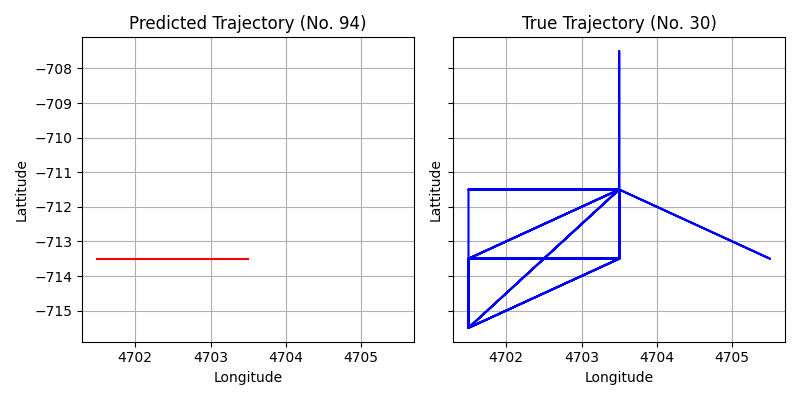 Predicted Trajectory (No. 94)
True Trajectory (No. 30)
−708
−709
−710
−711
−712
−713
−714
−715
Lattitude
Lattitude
4702 4703 4704 4705
4702 4703 4704 4705
Longitude
Longitude